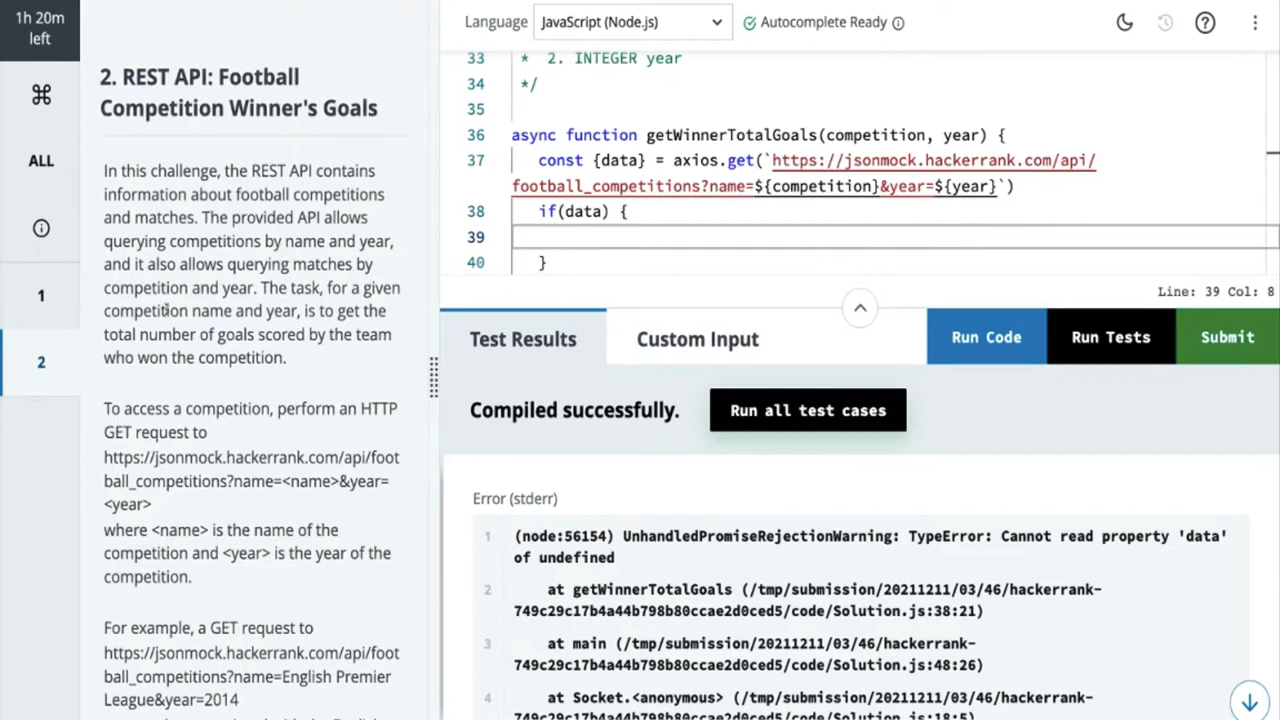 1h 20m
left
ALL
1
2
2. REST API: Football
Competition Winner's Goals
In this challenge, the REST API contains
information about football competitions
and matches. The provided API allows
querying competitions by name and year,
and it also allows querying matches by
competition and year. The task, for a given
competition name and year, is to get the
total number of goals scored by the team
who won the competition.
To access a competition, perform an HTTP
GET request to
https://jsonmock.hackerrank.com/api/foot
ball_competitions?name=<name>&year=
<year>
where <name> is the name of the
competition and <year> is the year of the
competition.
For example, a GET request to
https://jsonmock.hackerrank.com/api/foot
ball_competitions?name=English Premier
League&year=2014
Language JavaScript (Node.js) Autocomplete Ready
33 * 2. INTEGER year
34 */
35
36 async function getWinnerTotalGoals(competition, year) {
37 const {data} = axios.get(`https://jsonmock.hackerrank.com/api/
football_competitions?name=${competition}&year=${year}`)
38 if(data) {
39
40 }
Line: 39 Col: 8
Test Results Custom Input Run Code Run Tests Submit
Compiled successfully. Run all test cases
Error (stderr)
1 (node:56154) UnhandledPromiseRejectionWarning: TypeError: Cannot read property 'data'
of undefined
2 at getWinnerTotalGoals (/tmp/submission/20211211/03/46/hackerrank-
749c29c17b4a44b798b80ccae2d0ced5/code/Solution.js:38:21)
3 at main (/tmp/submission/20211211/03/46/hackerrank-
749c29c17b4a44b798b80ccae2d0ced5/code/Solution.js:48:26)
4 at Socket.<anonymous> (/tmp/submission/20211211/03/46/hackerrank-
749c29c17b4a44b798b80ccae2d0ced5/code/Solution.js:18:5)